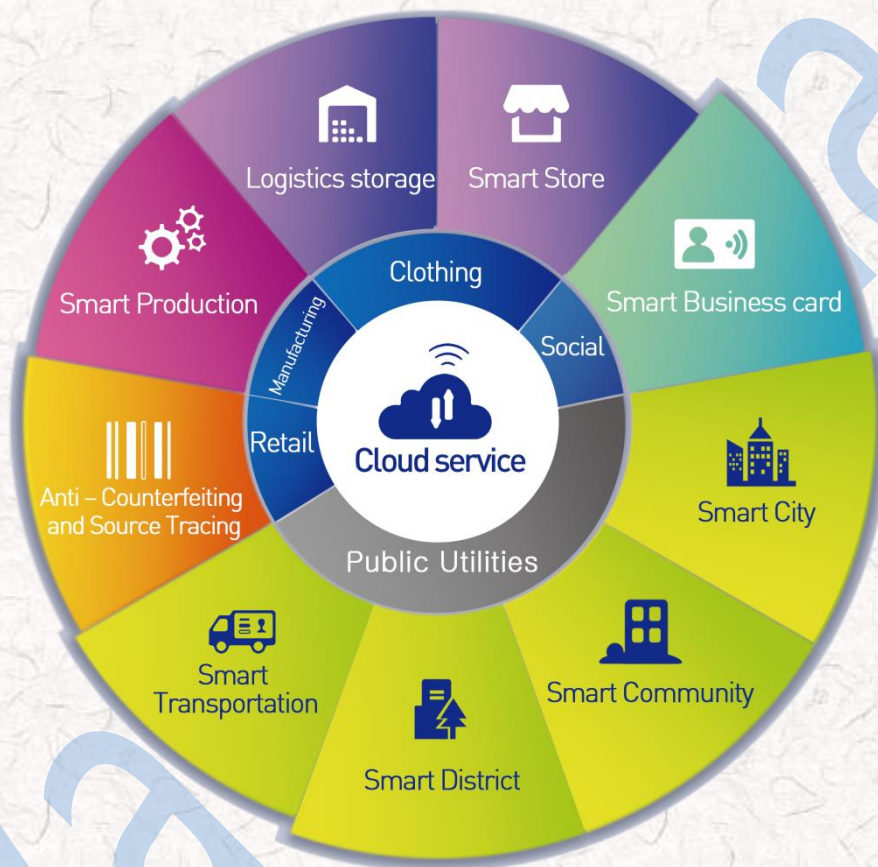 Logistics storage
Smart Store
Smart Production
Smart Business card
Clothing
Manufacturing
Social
Retail
Cloud service
Anti – Counterfeiting
and Source Tracing
Smart City
Public Utilities
Smart
Transportation
Smart Community
Smart District